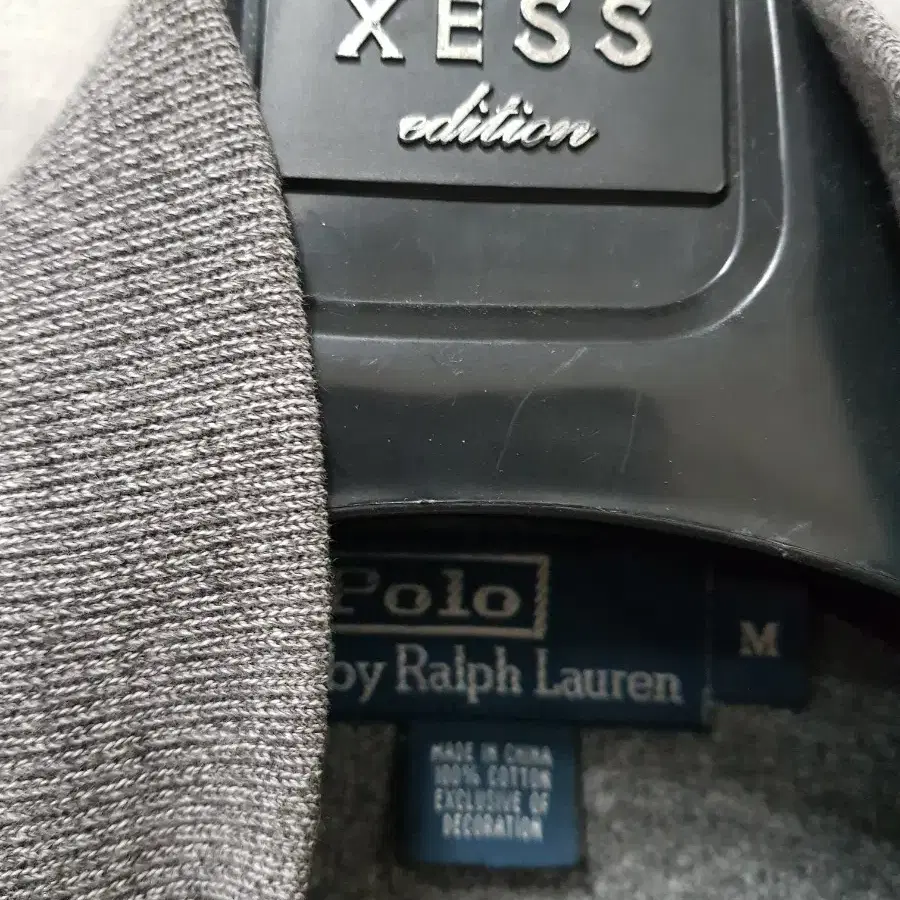 XESS
edition
Polo
by Ralph Lauren
M
MADE IN CHINA
100% COTTON
EXCLUSIVE OF
DECORATION